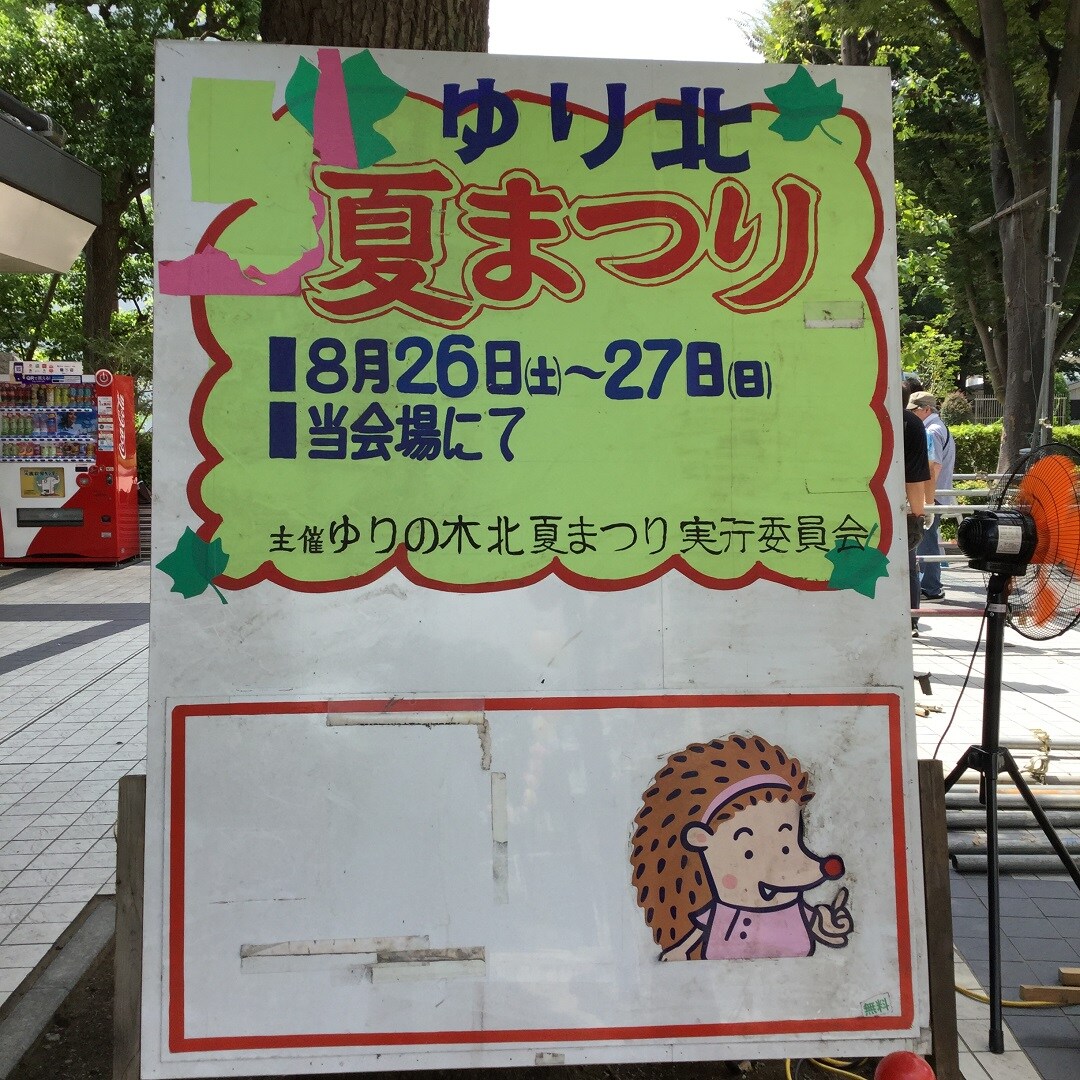 ゆり北
夏まつり
8月26日(土)～27日(日)
当会場にて
主催ゆりの木北夏まつり実行委員会
無料
Coca-Cola